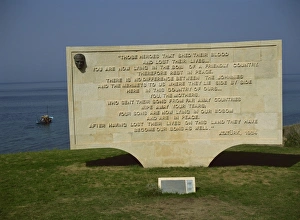 "THOSE HEROES THAT SHED THEIR BLOOD
AND LOST THEIR LIVES...
YOU ARE NOW LYING IN THE SOIL OF A FRIENDLY COUNTRY.
THEREFORE REST IN PEACE.
THERE IS NO DIFFERENCE BETWEEN THE JOHNNIES
AND THE MEHMETS TO US WHERE THEY LIE SIDE BY SIDE
HERE IN THIS COUNTRY OF OURS...
YOU, THE MOTHERS,
WHO SENT THEIR SONS FROM FAR AWAY COUNTRIES
WIPE AWAY YOUR TEARS;
YOUR SONS ARE NOW LYING IN OUR BOSOM
AND ARE IN PEACE.
AFTER HAVING LOST THEIR LIVES ON THIS LAND THEY HAVE
BECOME OUR SONS AS WELL."
ATATÜRK, 1934